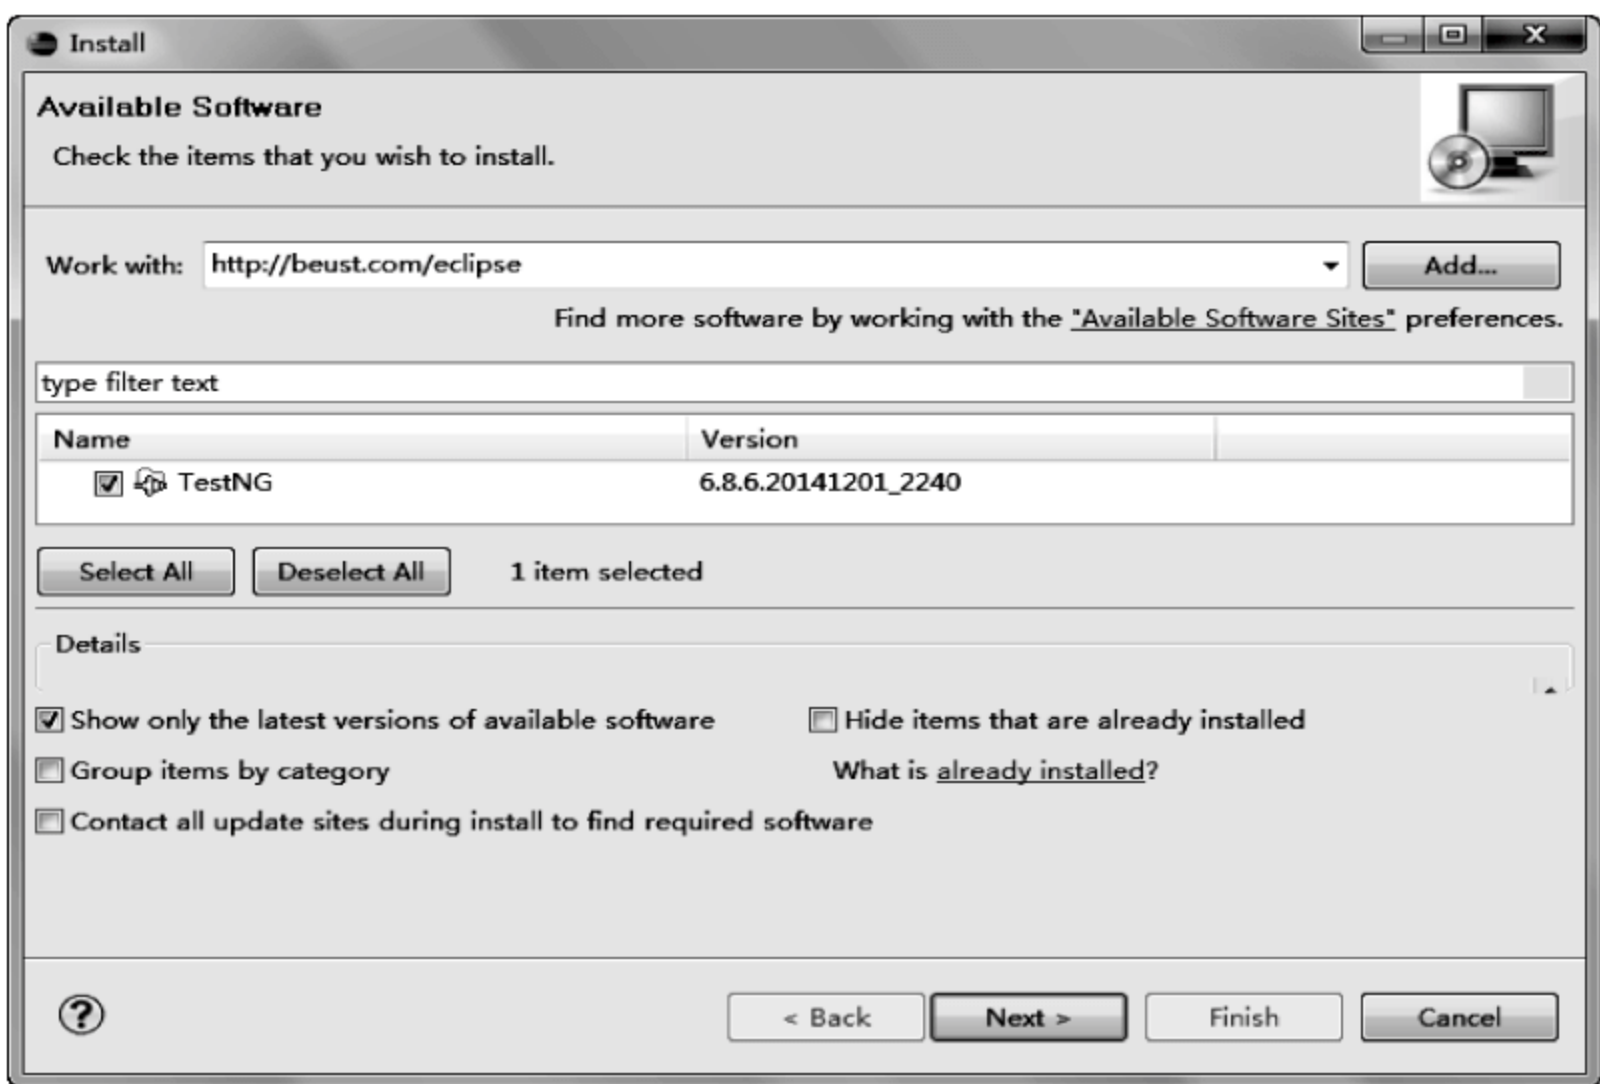 Install
Available Software
Check the items that you wish to install.
Work with: http://beust.com/eclipse Add...
Find more software by working with the "Available Software Sites" preferences.
type filter text
Name Version
TestNG 6.8.6.20141201_2240
Select All Deselect All 1 item selected
Details
Show only the latest versions of available software Hide items that are already installed
Group items by category What is already installed?
Contact all update sites during install to find required software
? < Back Next > Finish Cancel